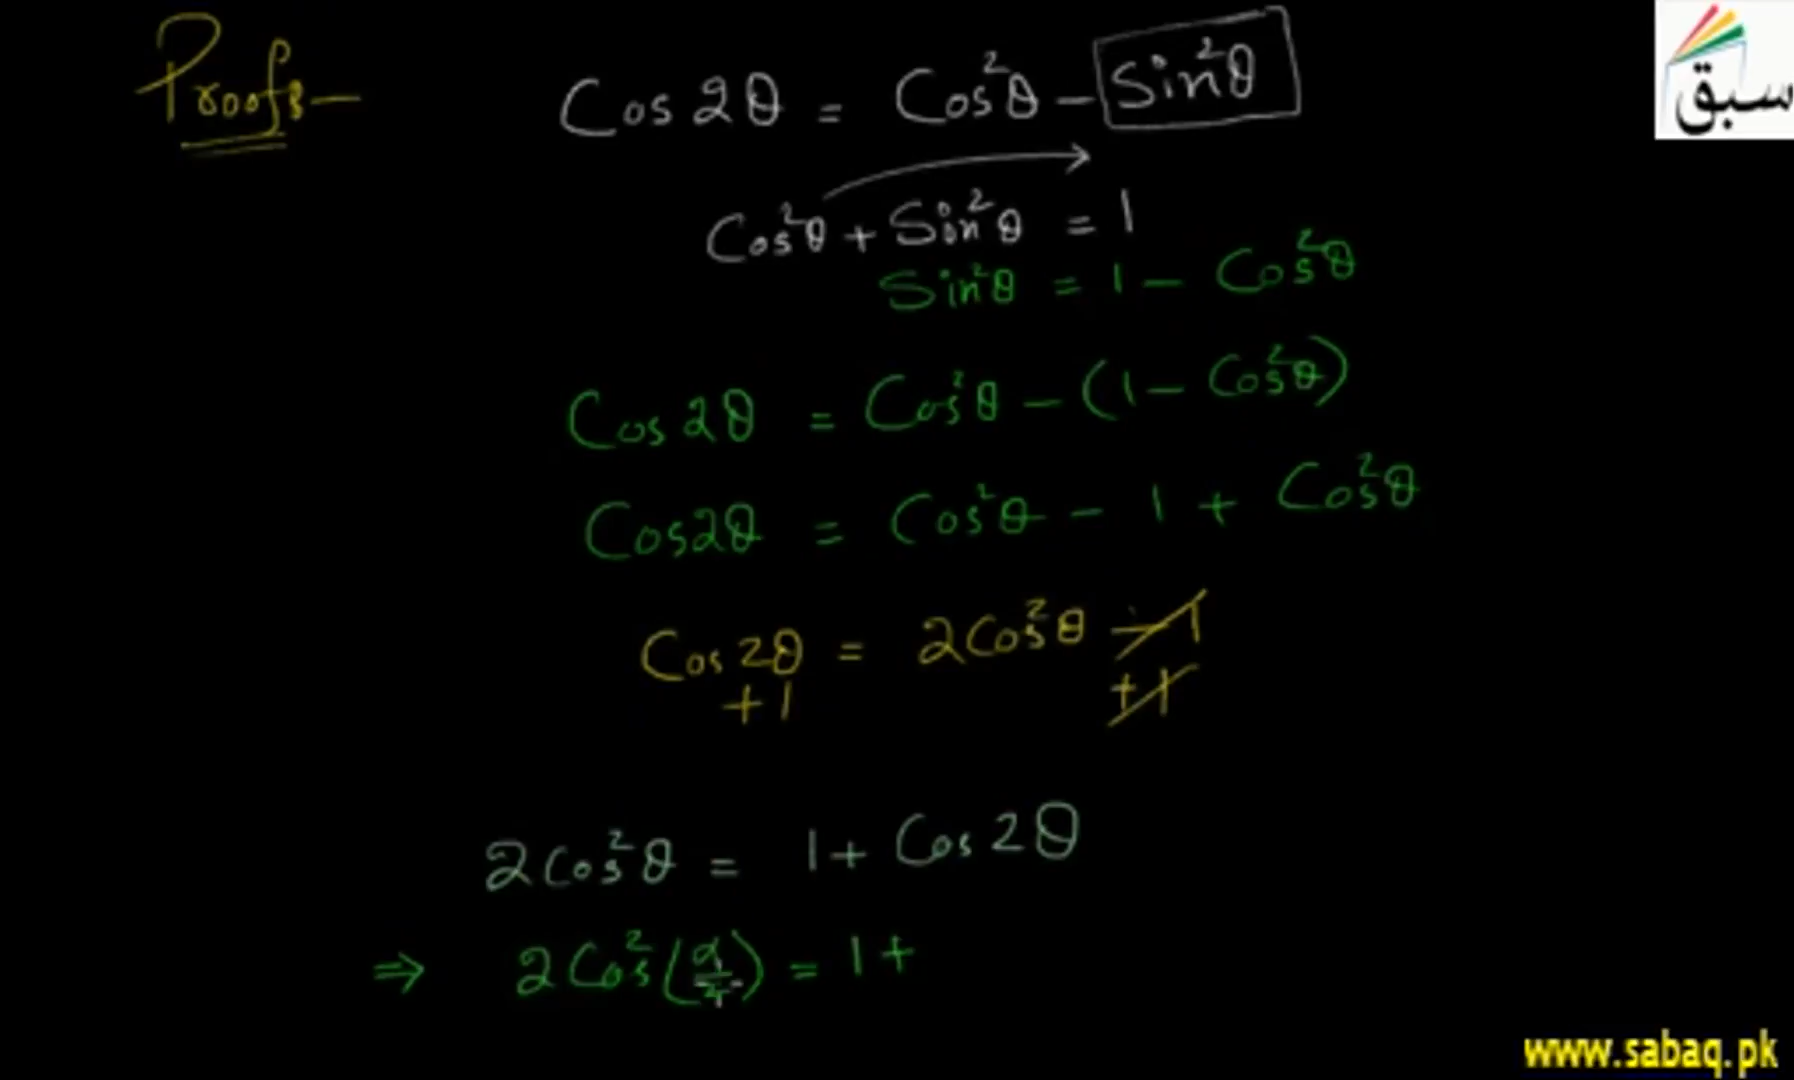 Proof:-
Cos 2θ = Cos²θ - Sin²θ
سبق
Cos²θ + Sin²θ = 1
Sin²θ = 1 - Cos²θ
Cos 2θ = Cos²θ - (1 - Cos²θ)
Cos2θ = Cos²θ - 1 + Cos²θ
Cos 2θ = 2Cos²θ - 1
+1 +1
2Cos²θ = 1 + Cos 2θ
⇒ 2Cos² = 1 +
www.sabaq.pk